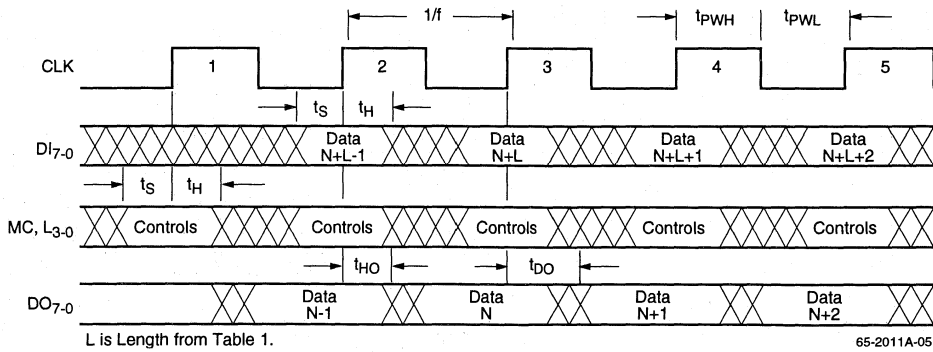 1/f
tPWH
tPWL
CLK
1
2
3
4
5
tS
tH
DI7-0
Data
N+L-1
Data
N+L
Data
N+L+1
Data
N+L+2
tS
tH
MC, L3-0
Controls
Controls
Controls
Controls
Controls
tHO
tDO
DO7-0
Data
N-1
Data
N
Data
N+1
Data
N+2
L is Length from Table 1.
65-2011A-05